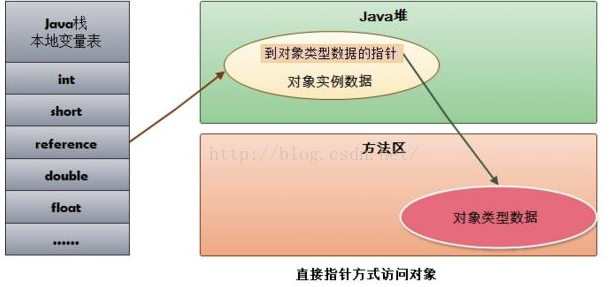 Java栈
本地变量表
int
short
reference
double
float
......
Java堆
到对象类型数据的指针
对象实例数据
http://blog.csdn.net/
方法区
对象类型数据
直接指针方式访问对象